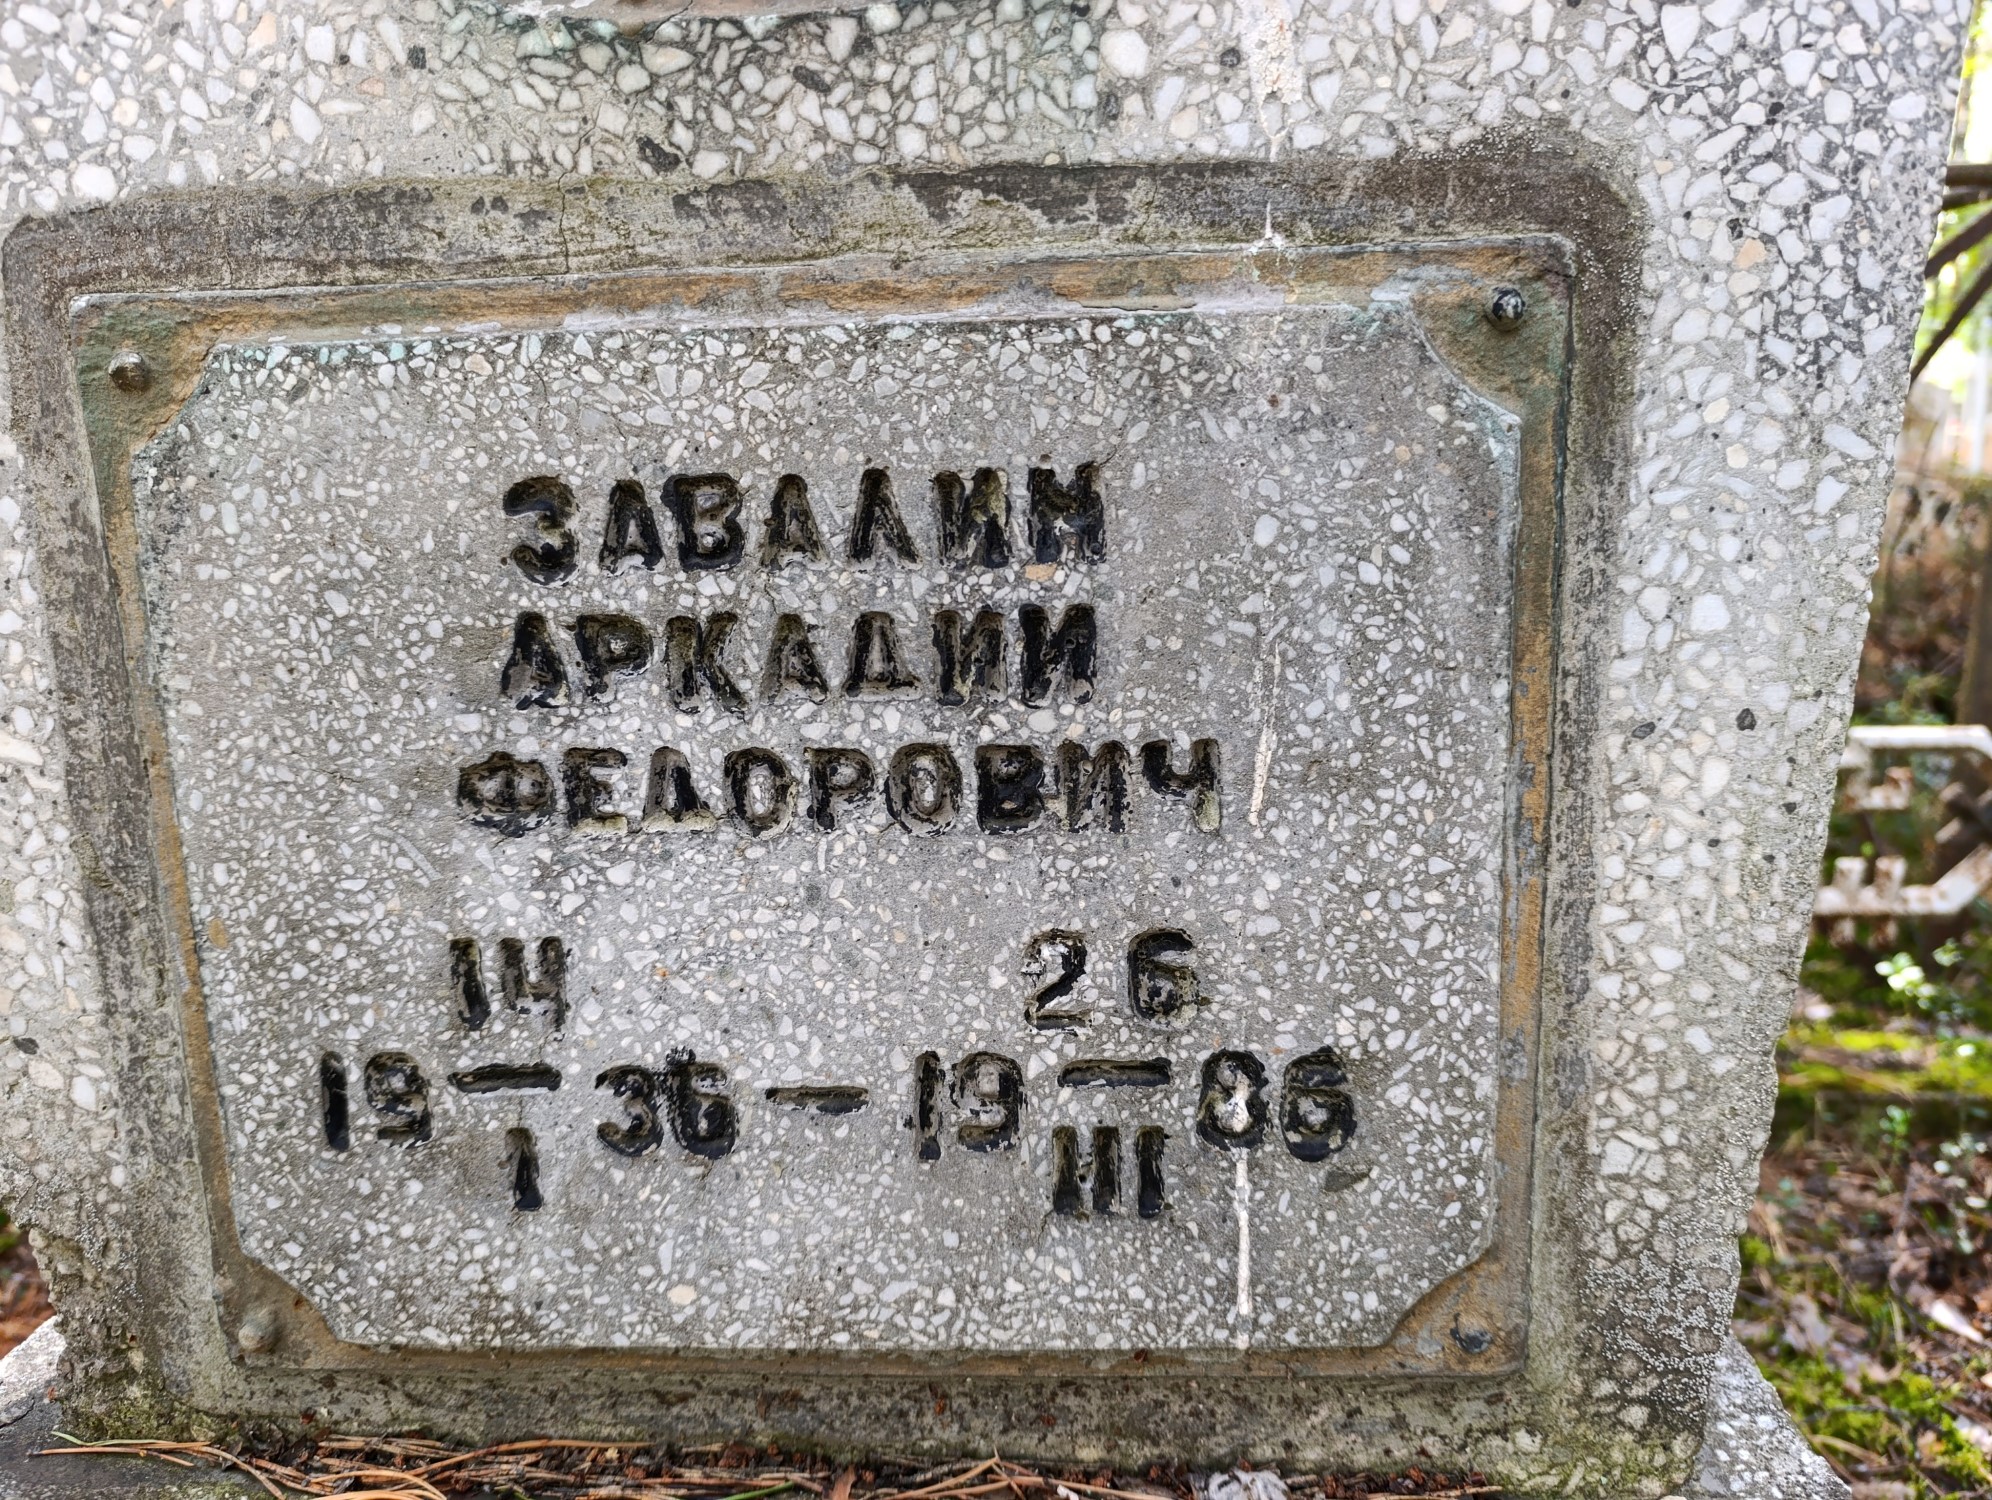 ЗАВАЛИН
АРКАДИЙ
ФЕДОРОВИЧ
14 26
19 — 36 — 19 — 86
I III